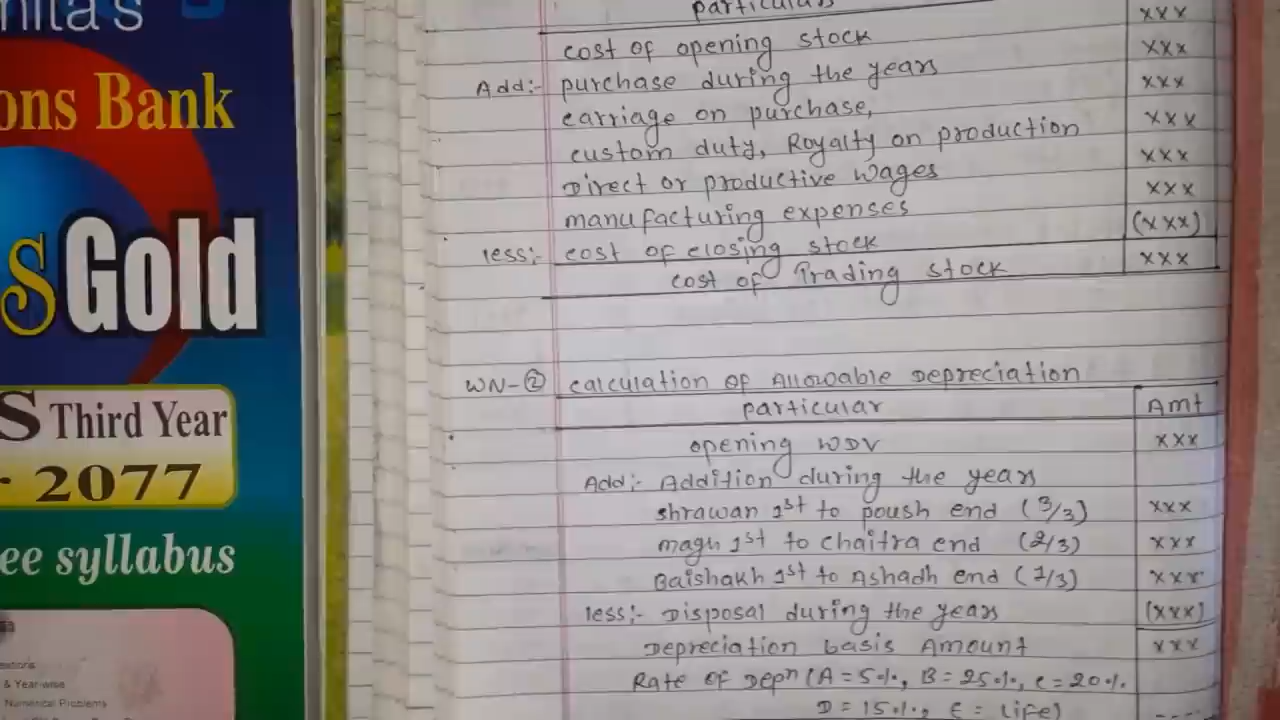 nita's
ons Bank
s Gold
S Third Year
2077
ee syllabus
& Year-wise
Numerical Problems
particulars
xxx
cost of opening stock
xxx
Add:- purchase during the years
xxx
carriage on purchase,
xxx
custom duty, Royalty on production
xxx
Direct or productive wages
xxx
manufacturing expenses
(xxx)
less:- cost of closing stock
xxx
cost of Trading stock
WN-② calculation of Allowable Depreciation
particular Amt
opening WDV xxx
Add:- Addition during the years
shrawan 1st to poush end (3/3) xxx
magh 1st to chaitra end (2/3) xxx
Baishakh 1st to Ashadh end (1/3) xxx
less:- Disposal during the years (xxx)
Depreciation basis Amount xxx
Rate of Depn (A = 5%, B = 25%, c = 20%
D = 15%, E = life)